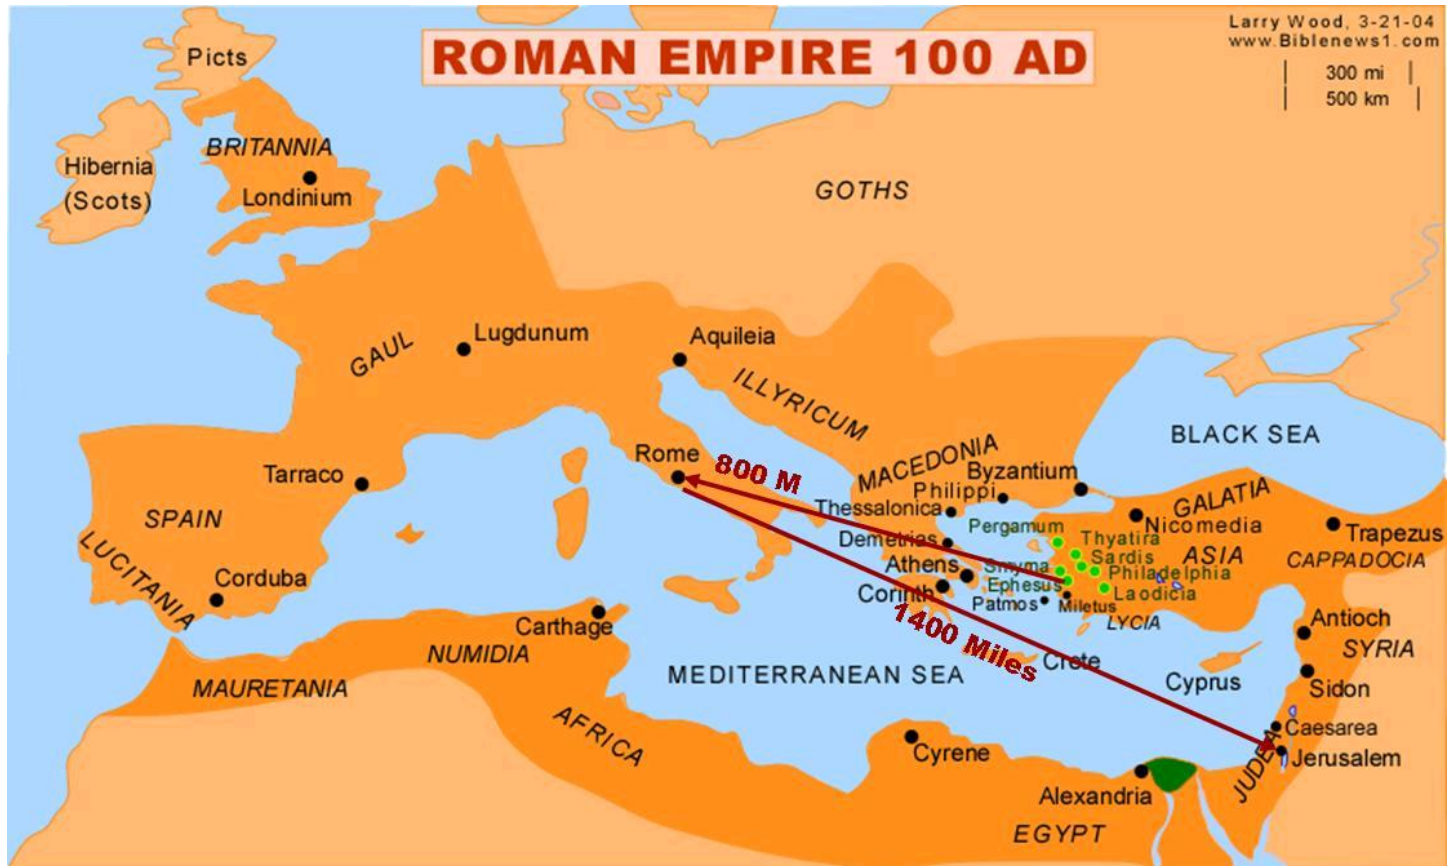 Larry Wood, 3-21-04
www.Biblenews1.com
ROMAN EMPIRE 100 AD
300 mi
500 km
Picts
BRITANNIA
Hibernia
(Scots)
Londinium
GOTHS
GAUL
Lugdunum
Aquileia
ILLYRICUM
BLACK SEA
Rome
800 M
MACEDONIA
Byzantium
Tarraco
Philippi
GALATIA
Thessalonica
SPAIN
Pergamum
Nicomedia
Trapezus
Demetrias
Thyatira
LUCITANIA
Sardis
ASIA
CAPPADOCIA
Athens
Smyrna
Philadelphia
Corduba
Ephesus
Corinth
Laodicia
Patmos
Miletus
1400 Miles
Antioch
Carthage
LYCIA
NUMIDIA
SYRIA
Crete
MEDITERRANEAN SEA
Cyprus
Sidon
MAURETANIA
AFRICA
Caesarea
Cyrene
JUDEA
Jerusalem
Alexandria
EGYPT